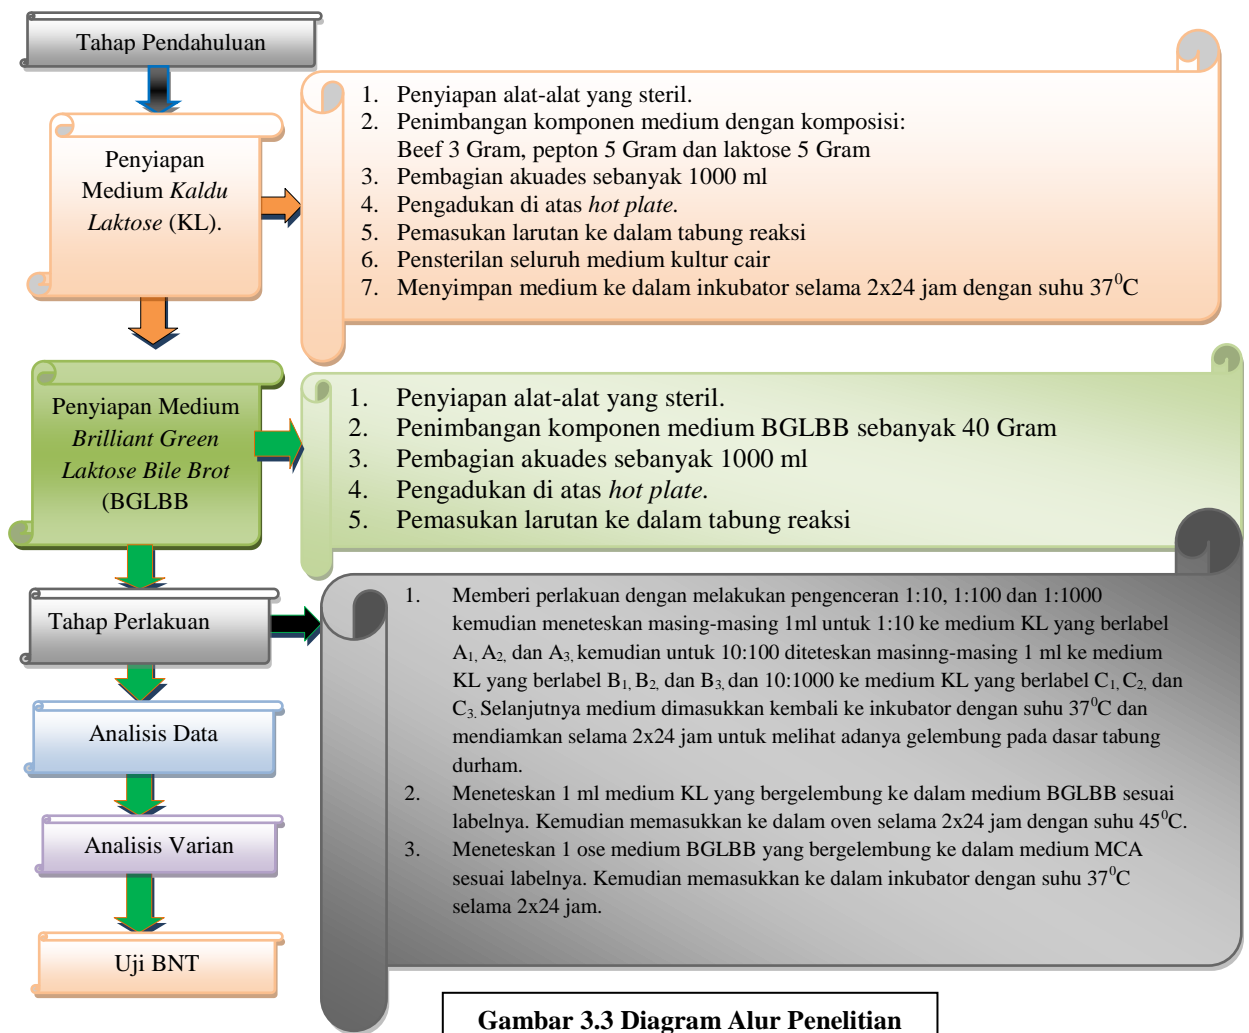 Tahap Pendahuluan
Penyiapan
Medium Kaldu
Laktose (KL).
1. Penyiapan alat-alat yang steril.
2. Penimbangan komponen medium dengan komposisi:
Beef 3 Gram, pepton 5 Gram dan laktose 5 Gram
3. Pembagian akuades sebanyak 1000 ml
4. Pengadukan di atas hot plate.
5. Pemasukan larutan ke dalam tabung reaksi
6. Pensterilan seluruh medium kultur cair
7. Menyimpan medium ke dalam inkubator selama 2x24 jam dengan suhu 37⁰C
Penyiapan Medium
Brilliant Green
Laktose Bile Brot
(BGLBB
1. Penyiapan alat-alat yang steril.
2. Penimbangan komponen medium BGLBB sebanyak 40 Gram
3. Pembagian akuades sebanyak 1000 ml
4. Pengadukan di atas hot plate.
5. Pemasukan larutan ke dalam tabung reaksi
Tahap Perlakuan
1. Memberi perlakuan dengan melakukan pengenceran 1:10, 1:100 dan 1:1000
kemudian meneteskan masing-masing 1ml untuk 1:10 ke medium KL yang berlabel
A₁, A₂, dan A₃, kemudian untuk 10:100 diteteskan masinng-masing 1 ml ke medium
KL yang berlabel B₁, B₂, dan B₃, dan 10:1000 ke medium KL yang berlabel C₁, C₂, dan
C₃. Selanjutnya medium dimasukkan kembali ke inkubator dengan suhu 37⁰C dan
mendiamkan selama 2x24 jam untuk melihat adanya gelembung pada dasar tabung
durham.
2. Meneteskan 1 ml medium KL yang bergelembung ke dalam medium BGLBB sesuai
labelnya. Kemudian memasukkan ke dalam oven selama 2x24 jam dengan suhu 45⁰C.
3. Meneteskan 1 ose medium BGLBB yang bergelembung ke dalam medium MCA
sesuai labelnya. Kemudian memasukkan ke dalam inkubator dengan suhu 37⁰C
selama 2x24 jam.
Analisis Data
Analisis Varian
Uji BNT
Gambar 3.3 Diagram Alur Penelitian